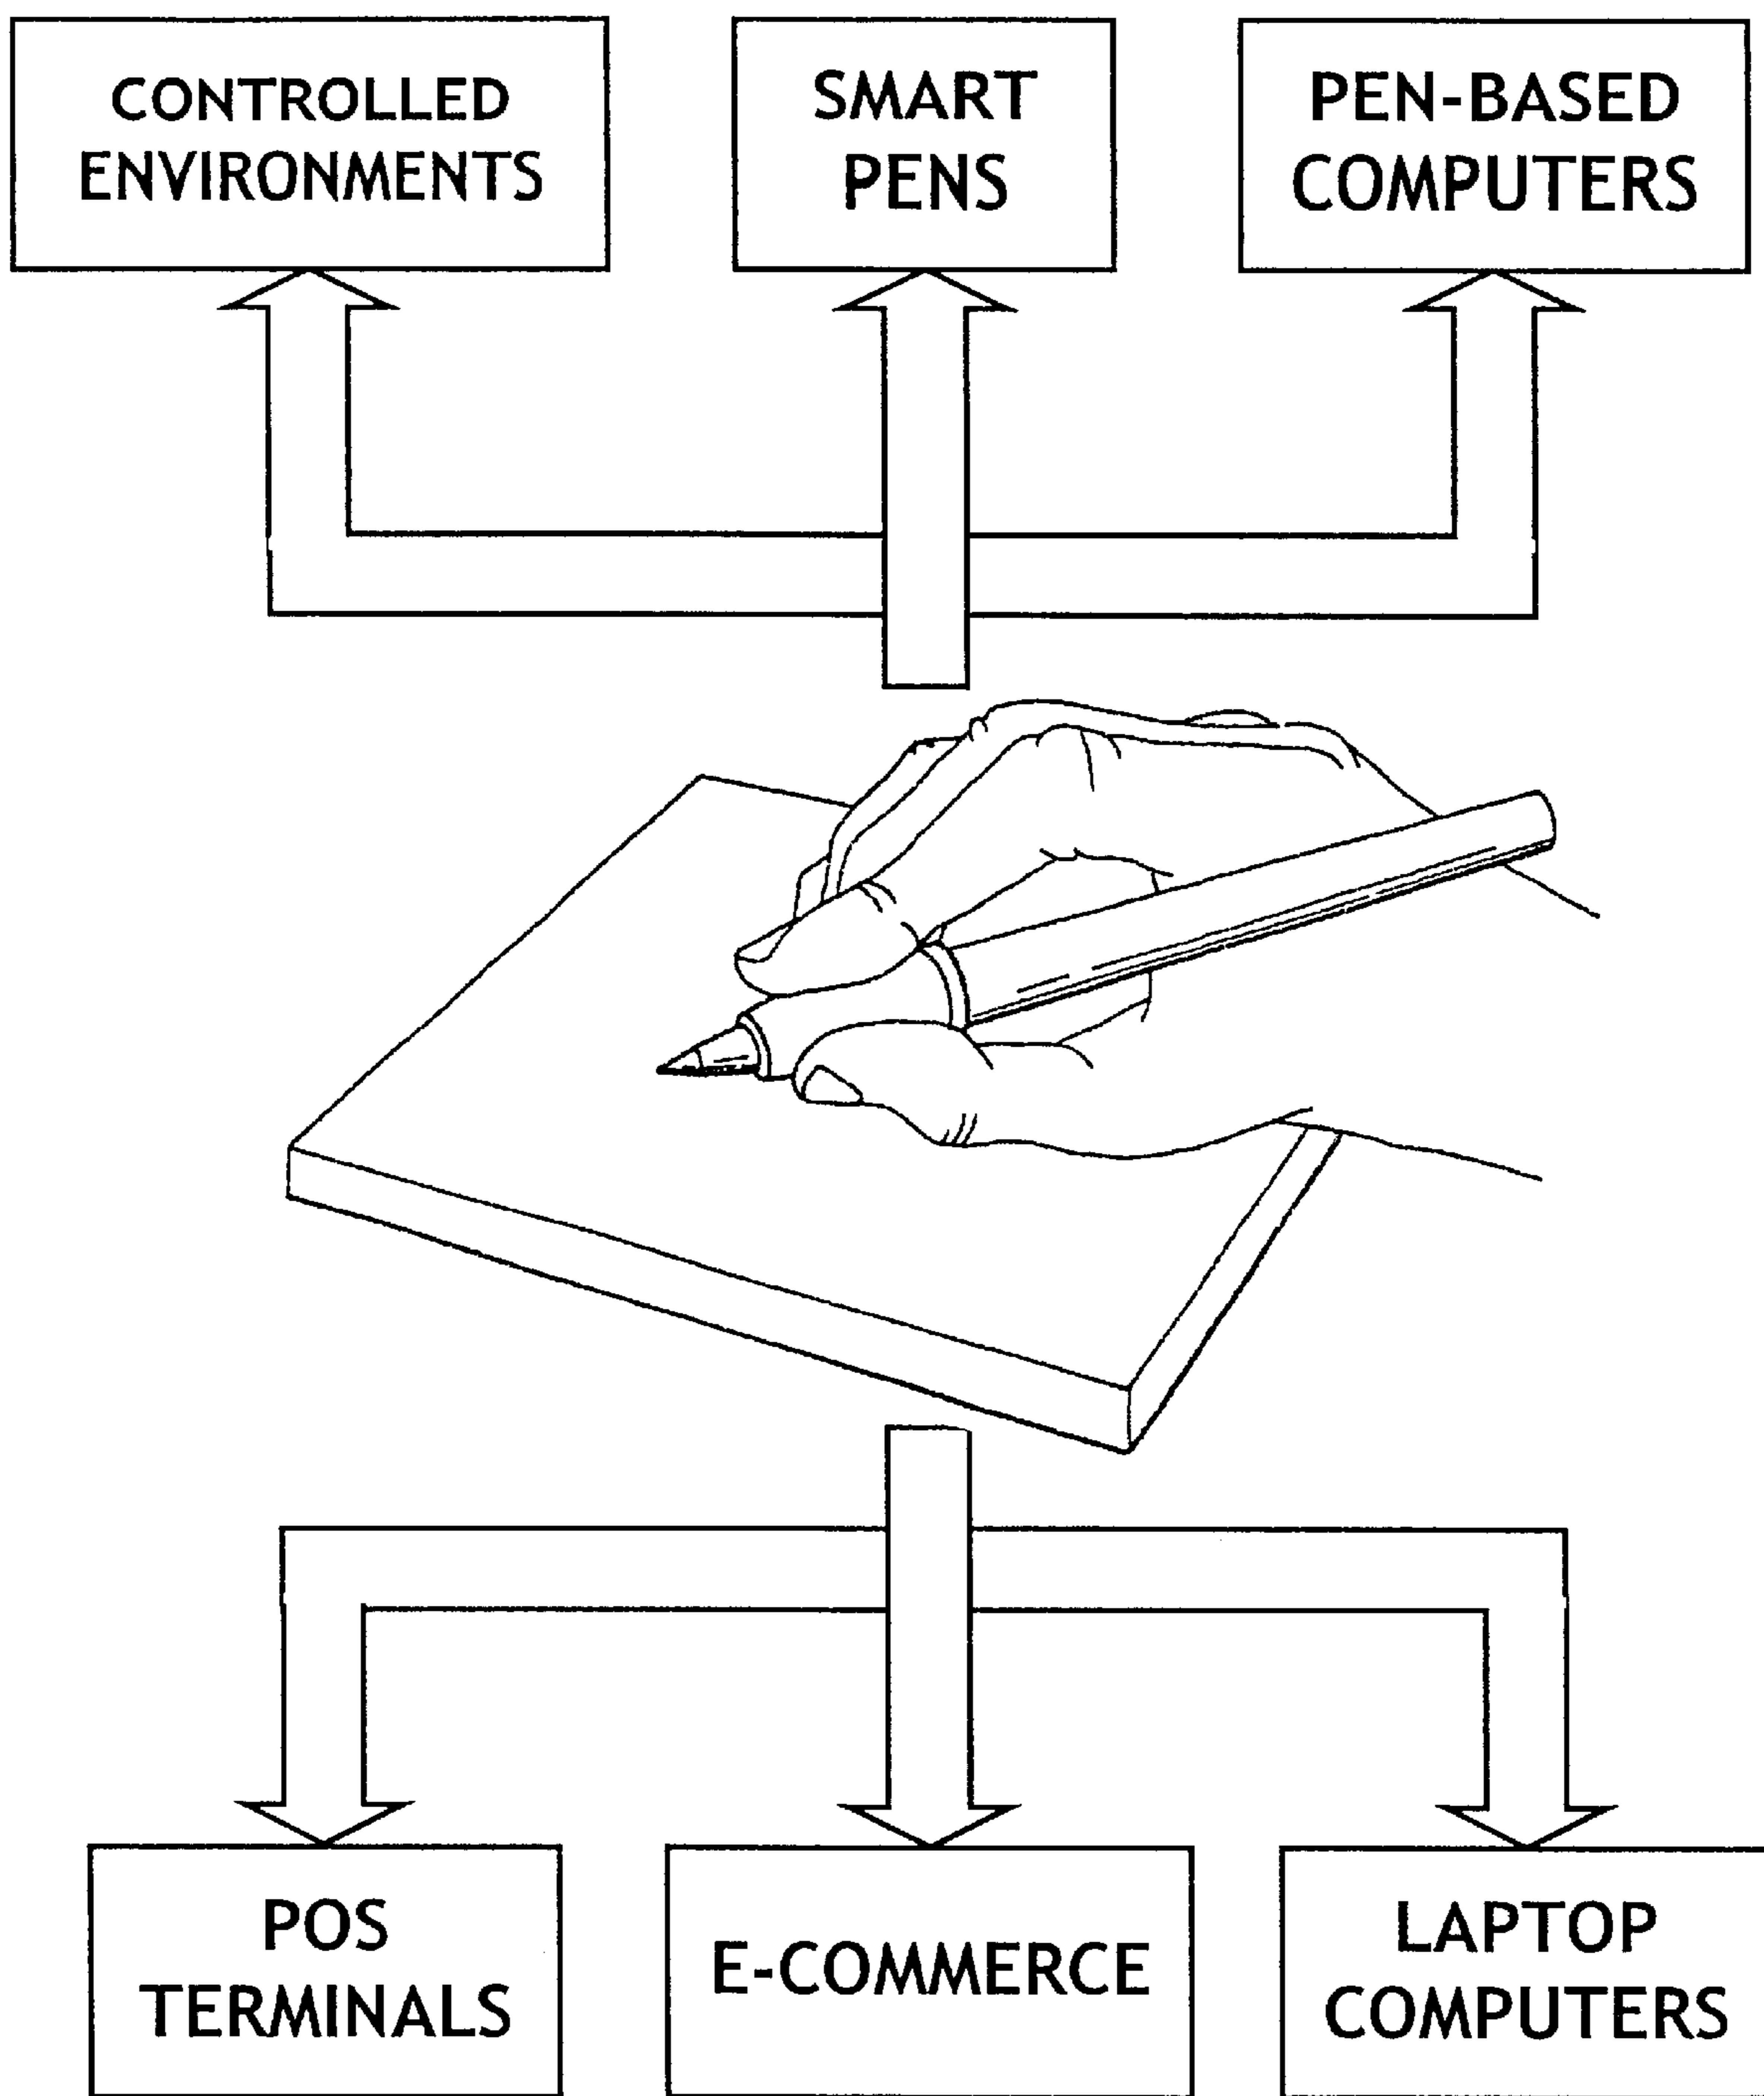 CONTROLLED
ENVIRONMENTS
SMART
PENS
PEN-BASED
COMPUTERS
POS
TERMINALS
E-COMMERCE
LAPTOP
COMPUTERS